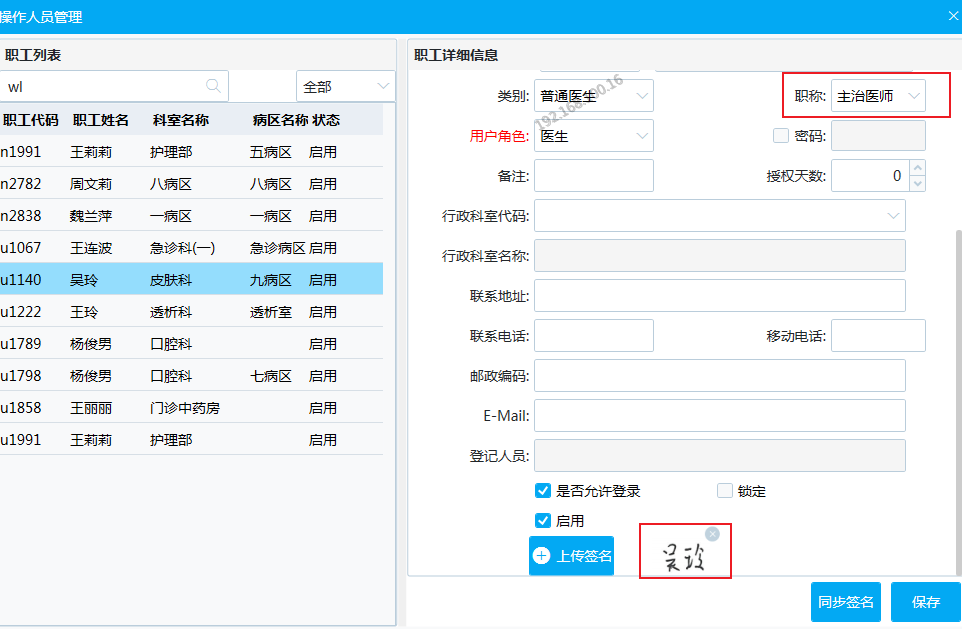 操作人员管理
职工列表
wl
全部
职工代码 职工姓名 科室名称 病区名称 状态
n1991 王莉莉 护理部 五病区 启用
n2782 周文莉 八病区 八病区 启用
n2838 魏兰萍 一病区 一病区 启用
u1067 王连波 急诊科(一) 急诊病区 启用
u1140 吴玲 皮肤科 九病区 启用
u1222 王玲 透析科 透析室 启用
u1789 杨俊男 口腔科 启用
u1798 杨俊男 口腔科 七病区 启用
u1858 王丽丽 门诊中药房 启用
u1991 王莉莉 护理部 启用
职工详细信息
类别: 普通医生 职称: 主治医师
用户角色: 医生 密码:
备注: 授权天数: 0
行政科室代码:
行政科室名称:
联系地址:
联系电话: 移动电话:
邮政编码:
E-Mail:
登记人员:
是否允许登录 锁定
启用
上传签名 吴玲
同步签名 保存